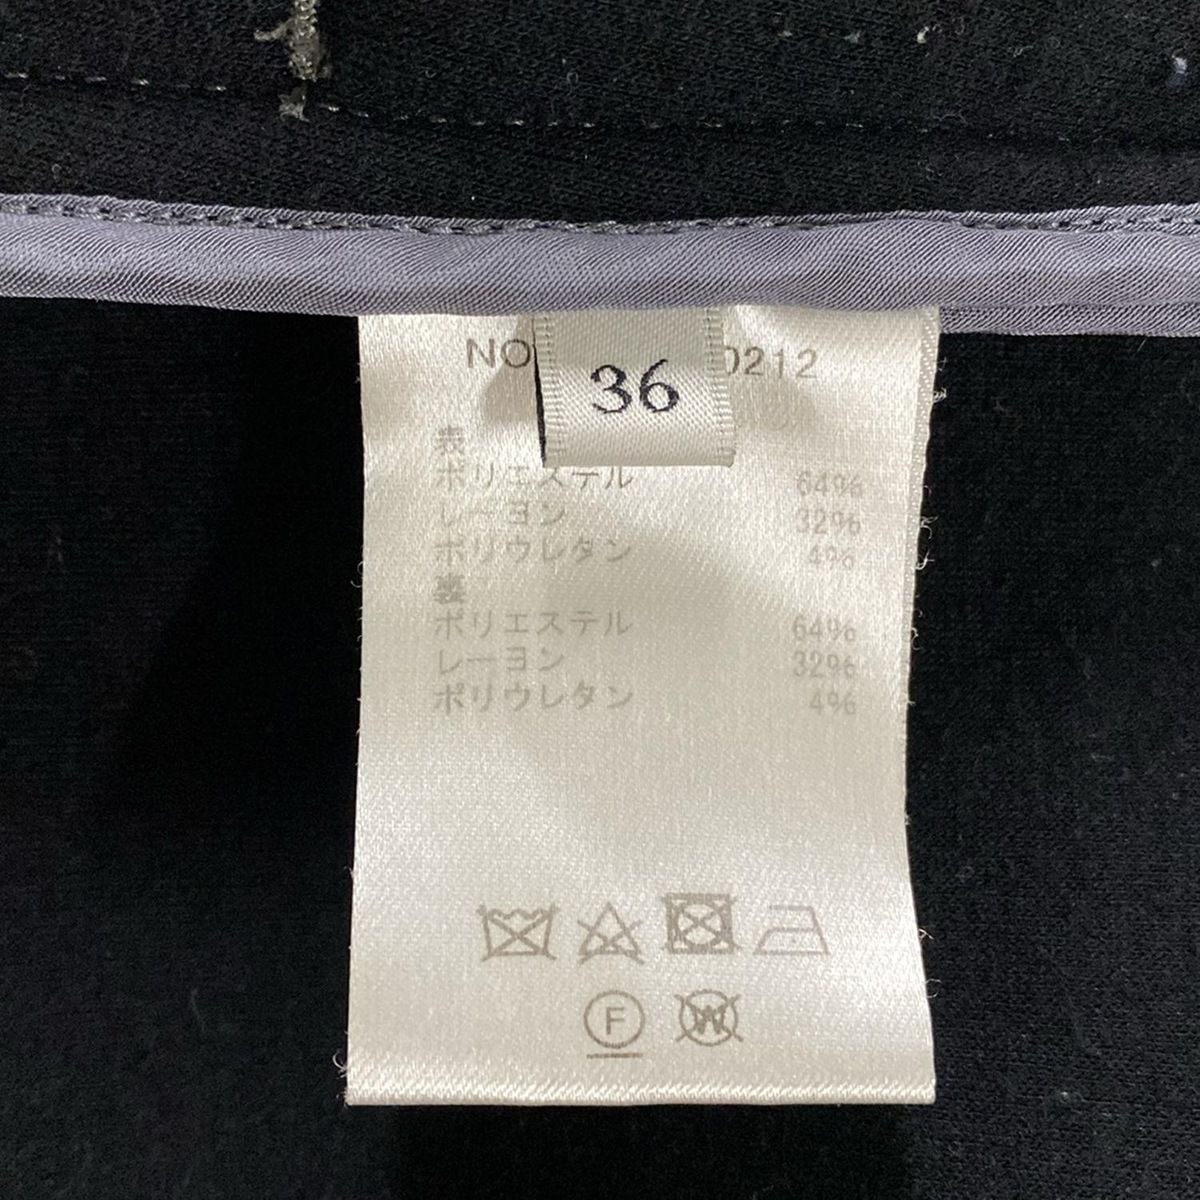 NO 0212
36
表
ポリエステル 64%
レーヨン 32%
ポリウレタン 4%
裏
ポリエステル 64%
レーヨン 32%
ポリウレタン 4%
F
W